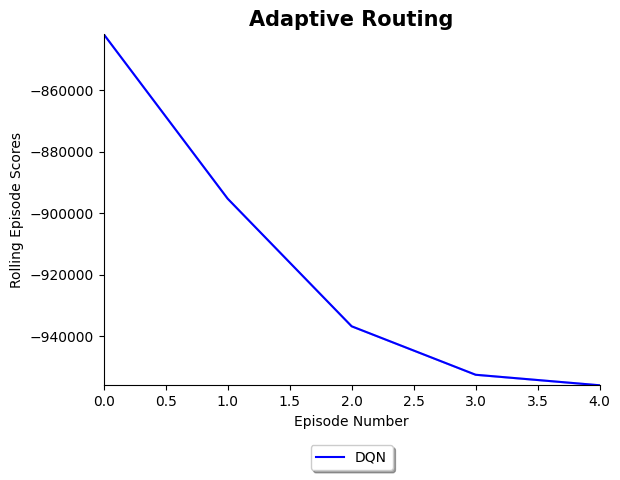 Adaptive Routing
Rolling Episode Scores
−860000
−880000
−900000
−920000
−940000
0.0 0.5 1.0 1.5 2.0 2.5 3.0 3.5 4.0
Episode Number
DQN